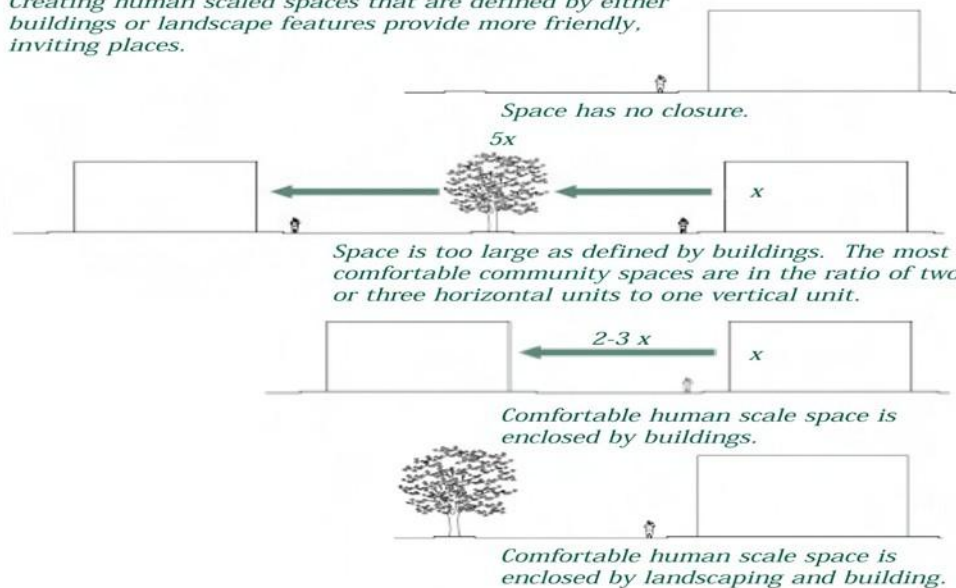 Creating human scaled spaces that are defined by either
buildings or landscape features provide more friendly,
inviting places.
Space has no closure.
5x
x
Space is too large as defined by buildings. The most
comfortable community spaces are in the ratio of two
or three horizontal units to one vertical unit.
2-3 x
x
Comfortable human scale space is
enclosed by buildings.
Comfortable human scale space is
enclosed by landscaping and building.